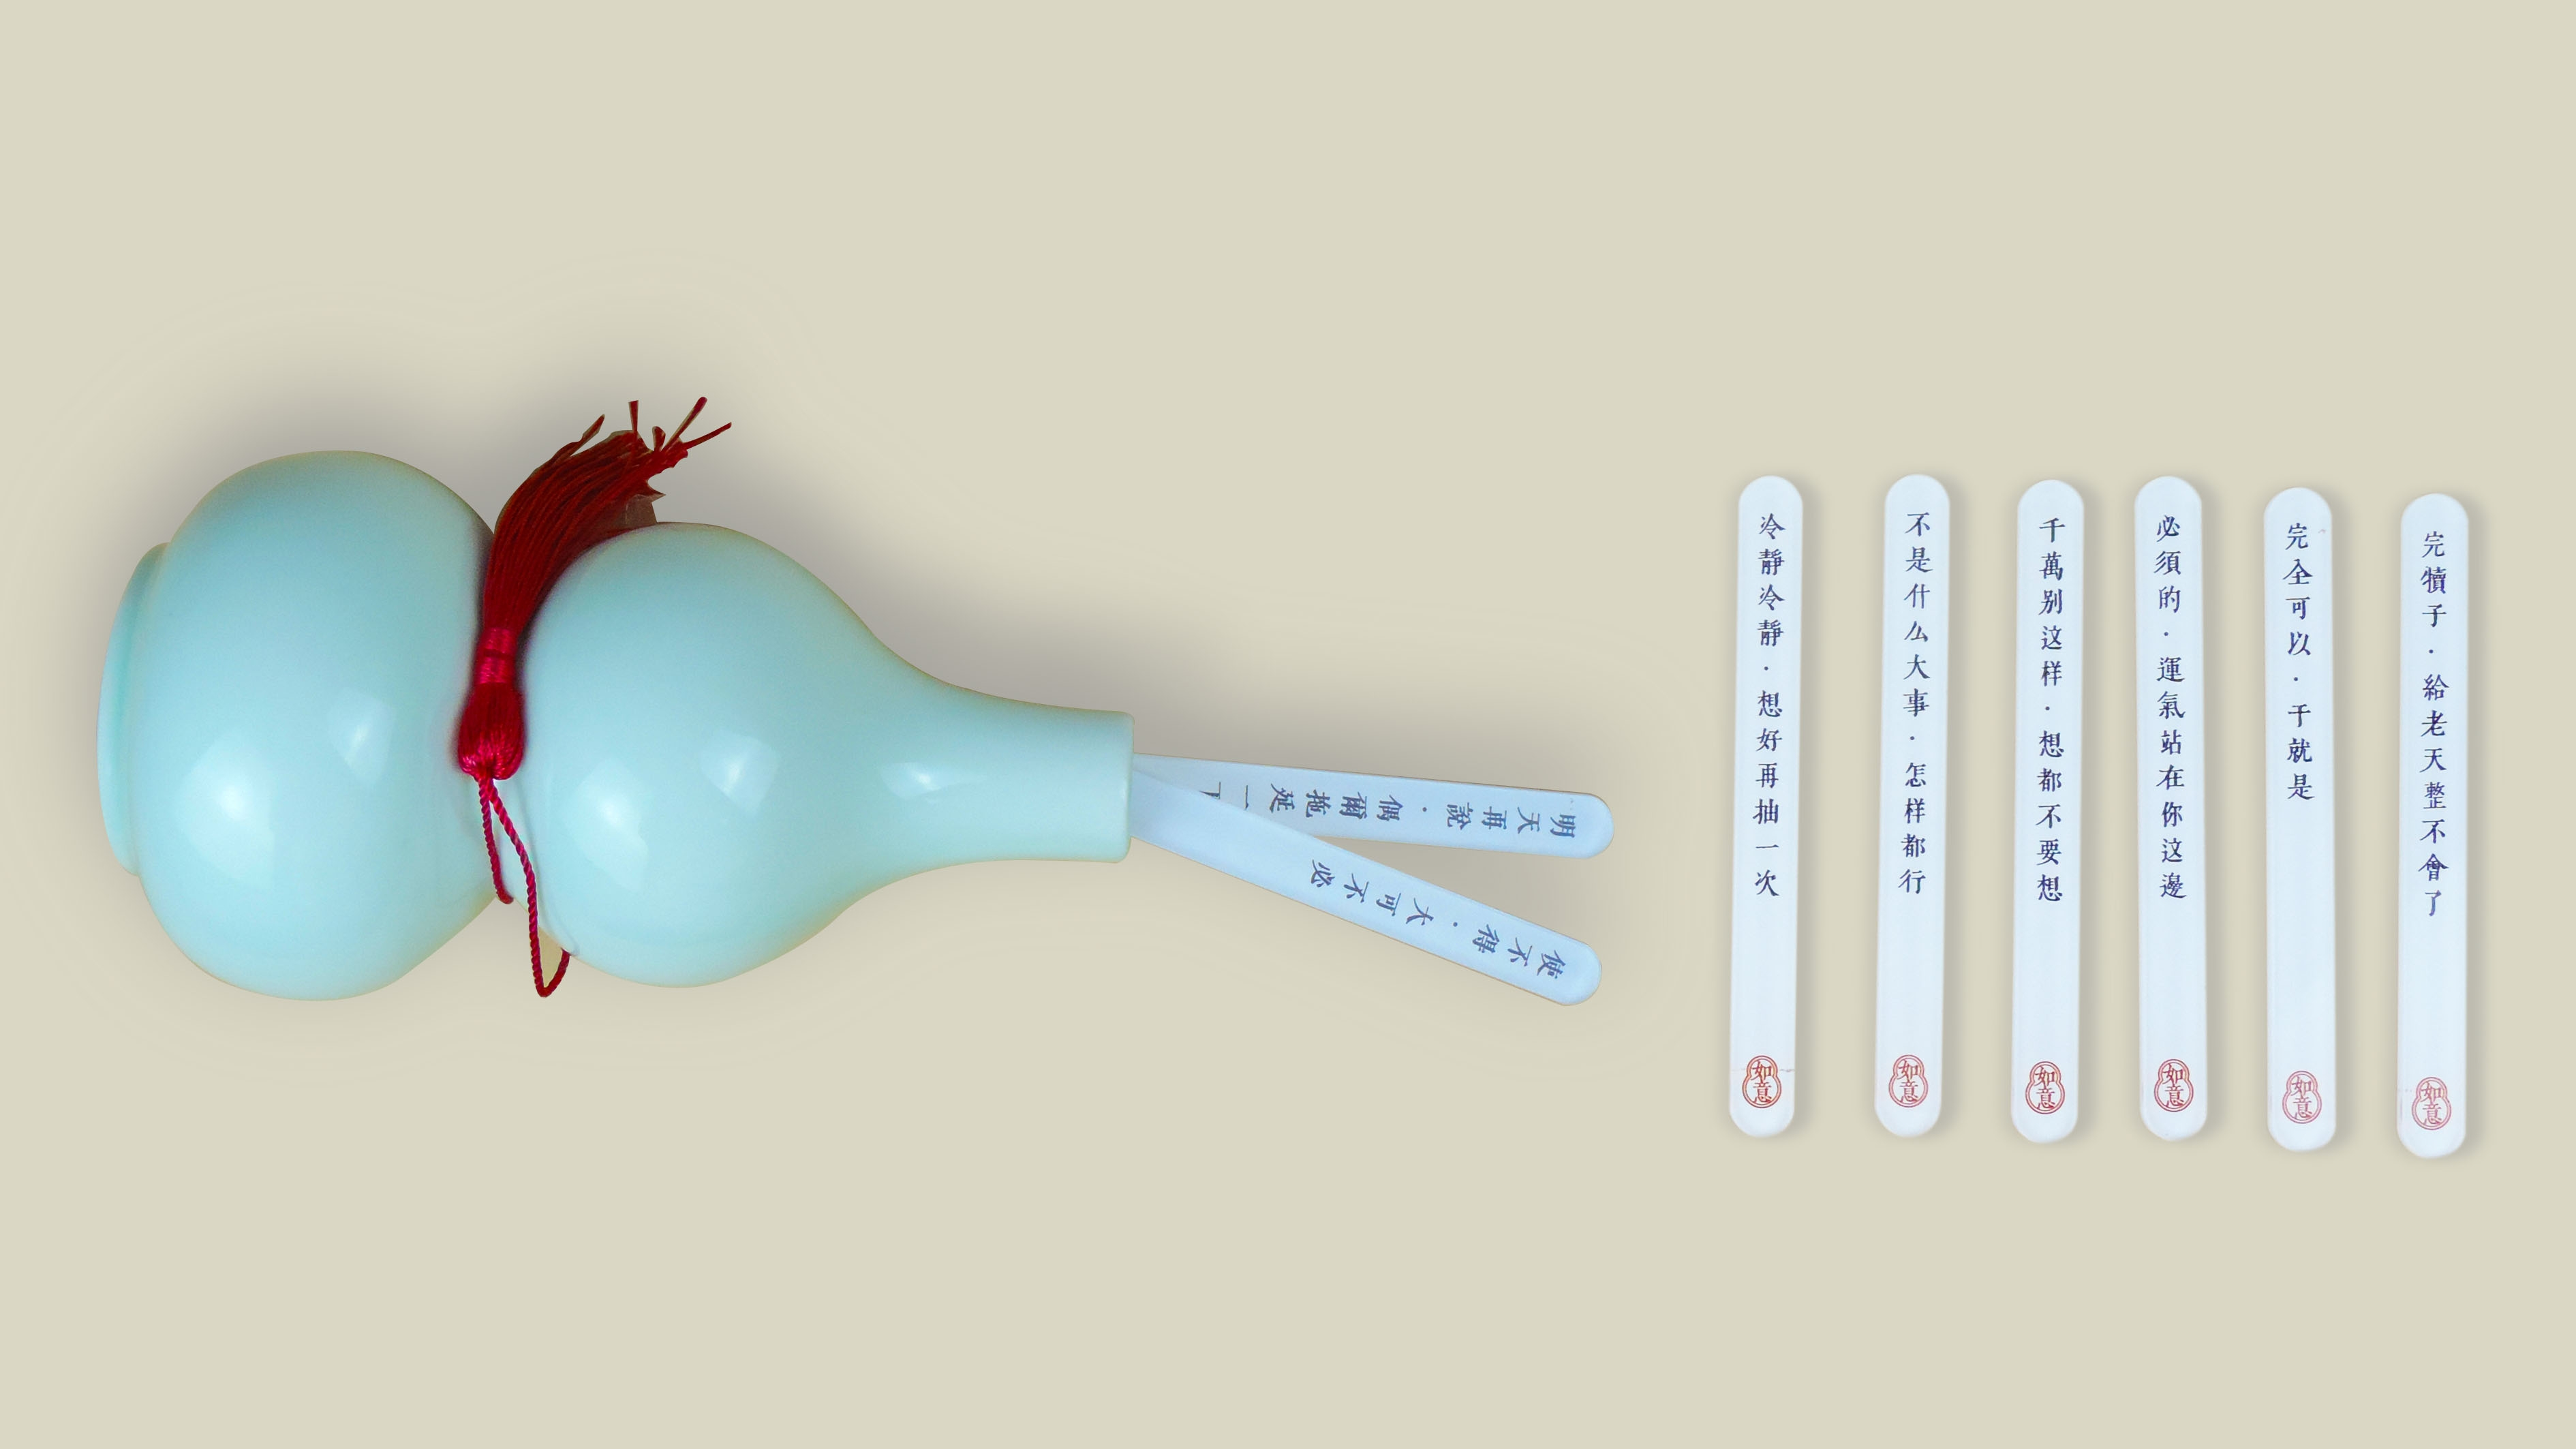 明天再說·偶爾拖延一下
使不得·大可不必
冷靜冷靜·想好再抽一次
如意
不是什么大事·怎样都行
如意
千萬别这样·想都不要想
如意
必須的·運氣站在你这邊
如意
完全可以·干就是
如意
完犢子·給老天整不會了
如意